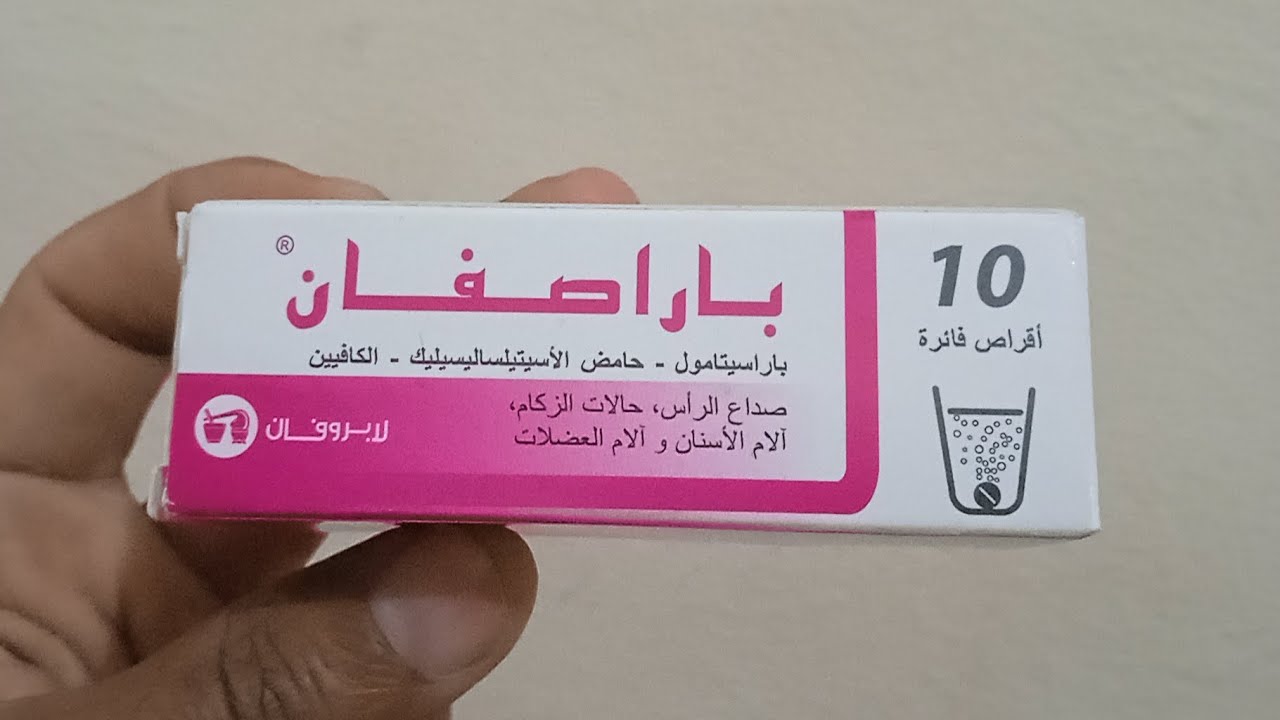 باراصفان ®
باراسيتامول - حامض الأسيتيلساليسيليك - الكافيين
صداع الرأس، حالات الزكام،
آلام الأسنان و آلام العضلات
لابروفان
10
أقراص فائرة